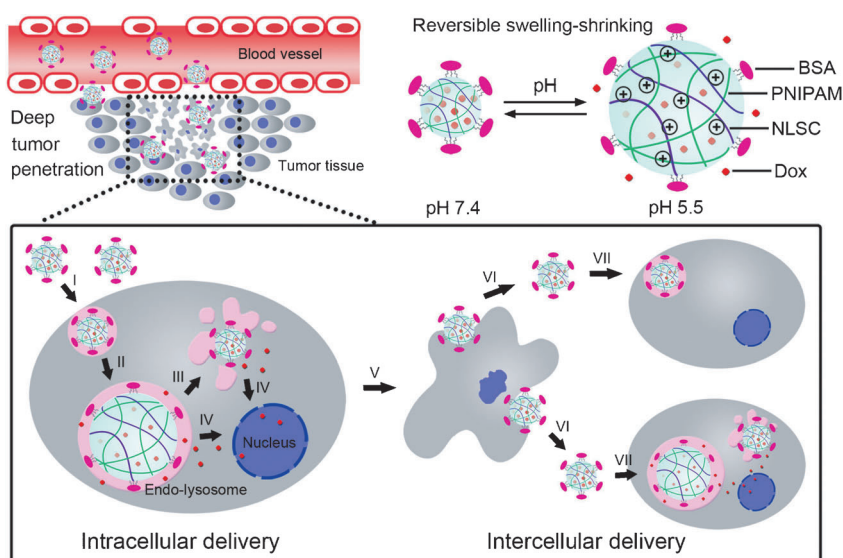 Blood vessel
Deep
tumor
penetration
Tumor tissue
Reversible swelling-shrinking
pH
BSA
PNIPAM
NLSC
Dox
pH 7.4
pH 5.5
I
II
III
IV
IV
Nucleus
Endo-lysosome
V
VI
VII
VI
VII
Intracellular delivery
Intercellular delivery